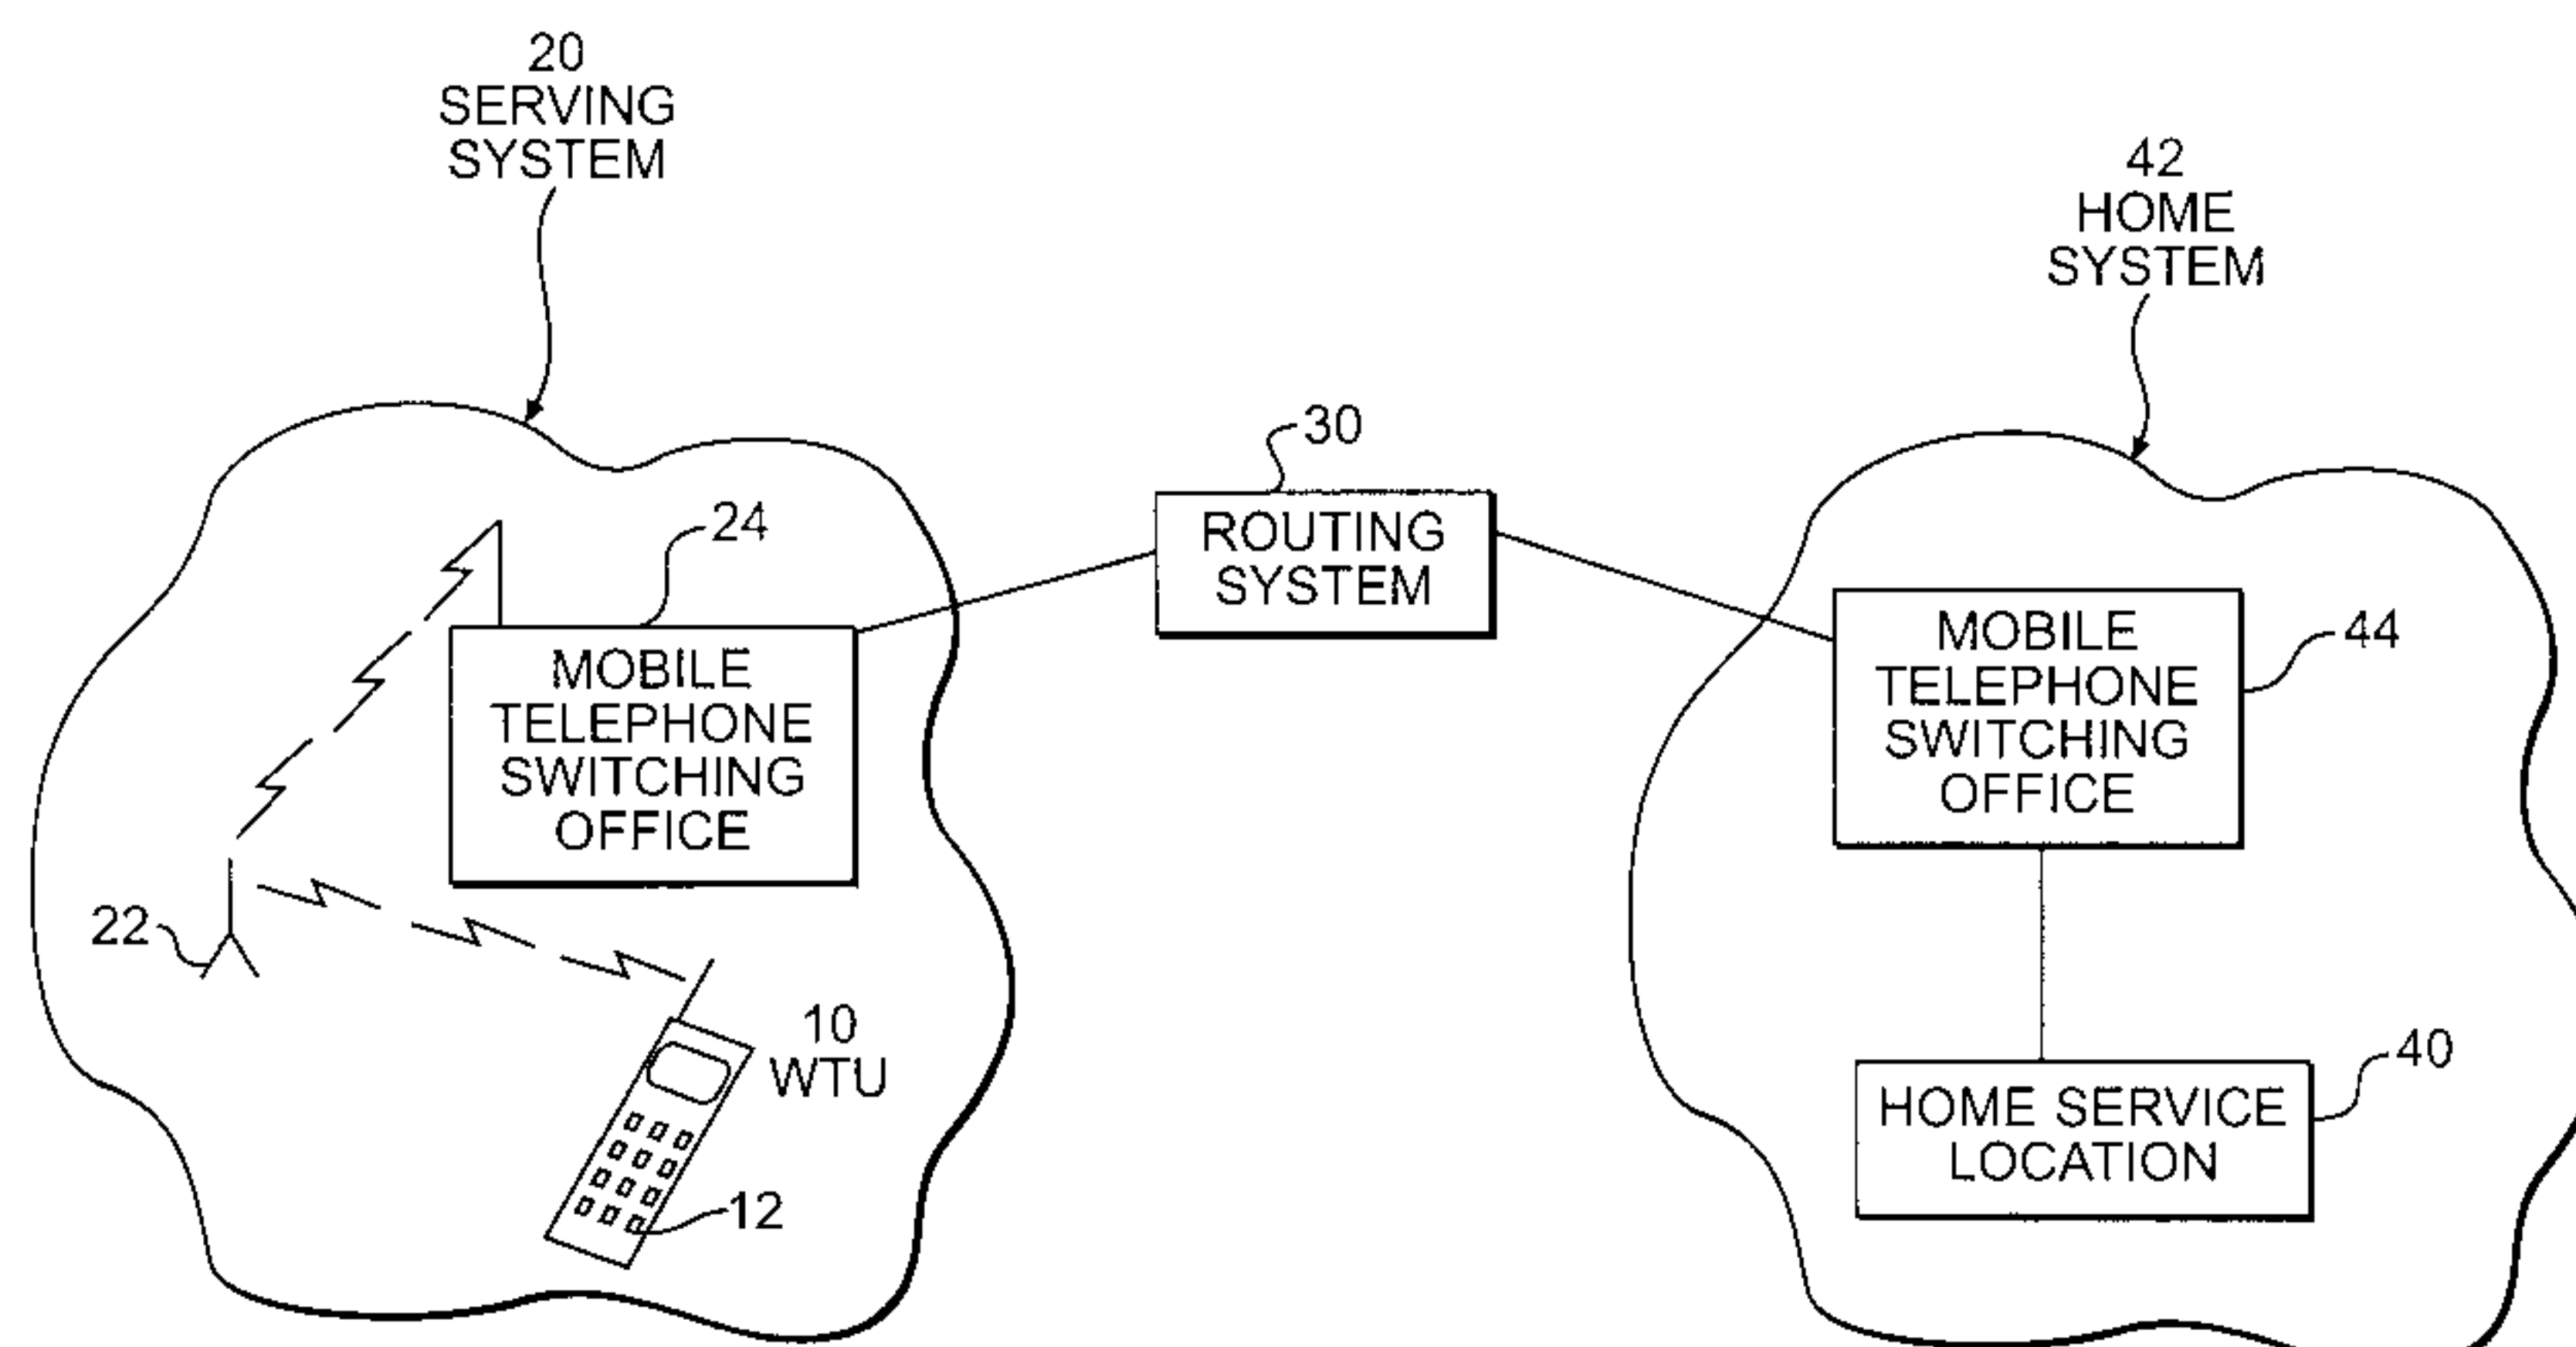 20
SERVING
SYSTEM
42
HOME
SYSTEM
30
ROUTING
SYSTEM
24
MOBILE
TELEPHONE
SWITCHING
OFFICE
44
MOBILE
TELEPHONE
SWITCHING
OFFICE
22
10
WTU
12
40
HOME SERVICE
LOCATION